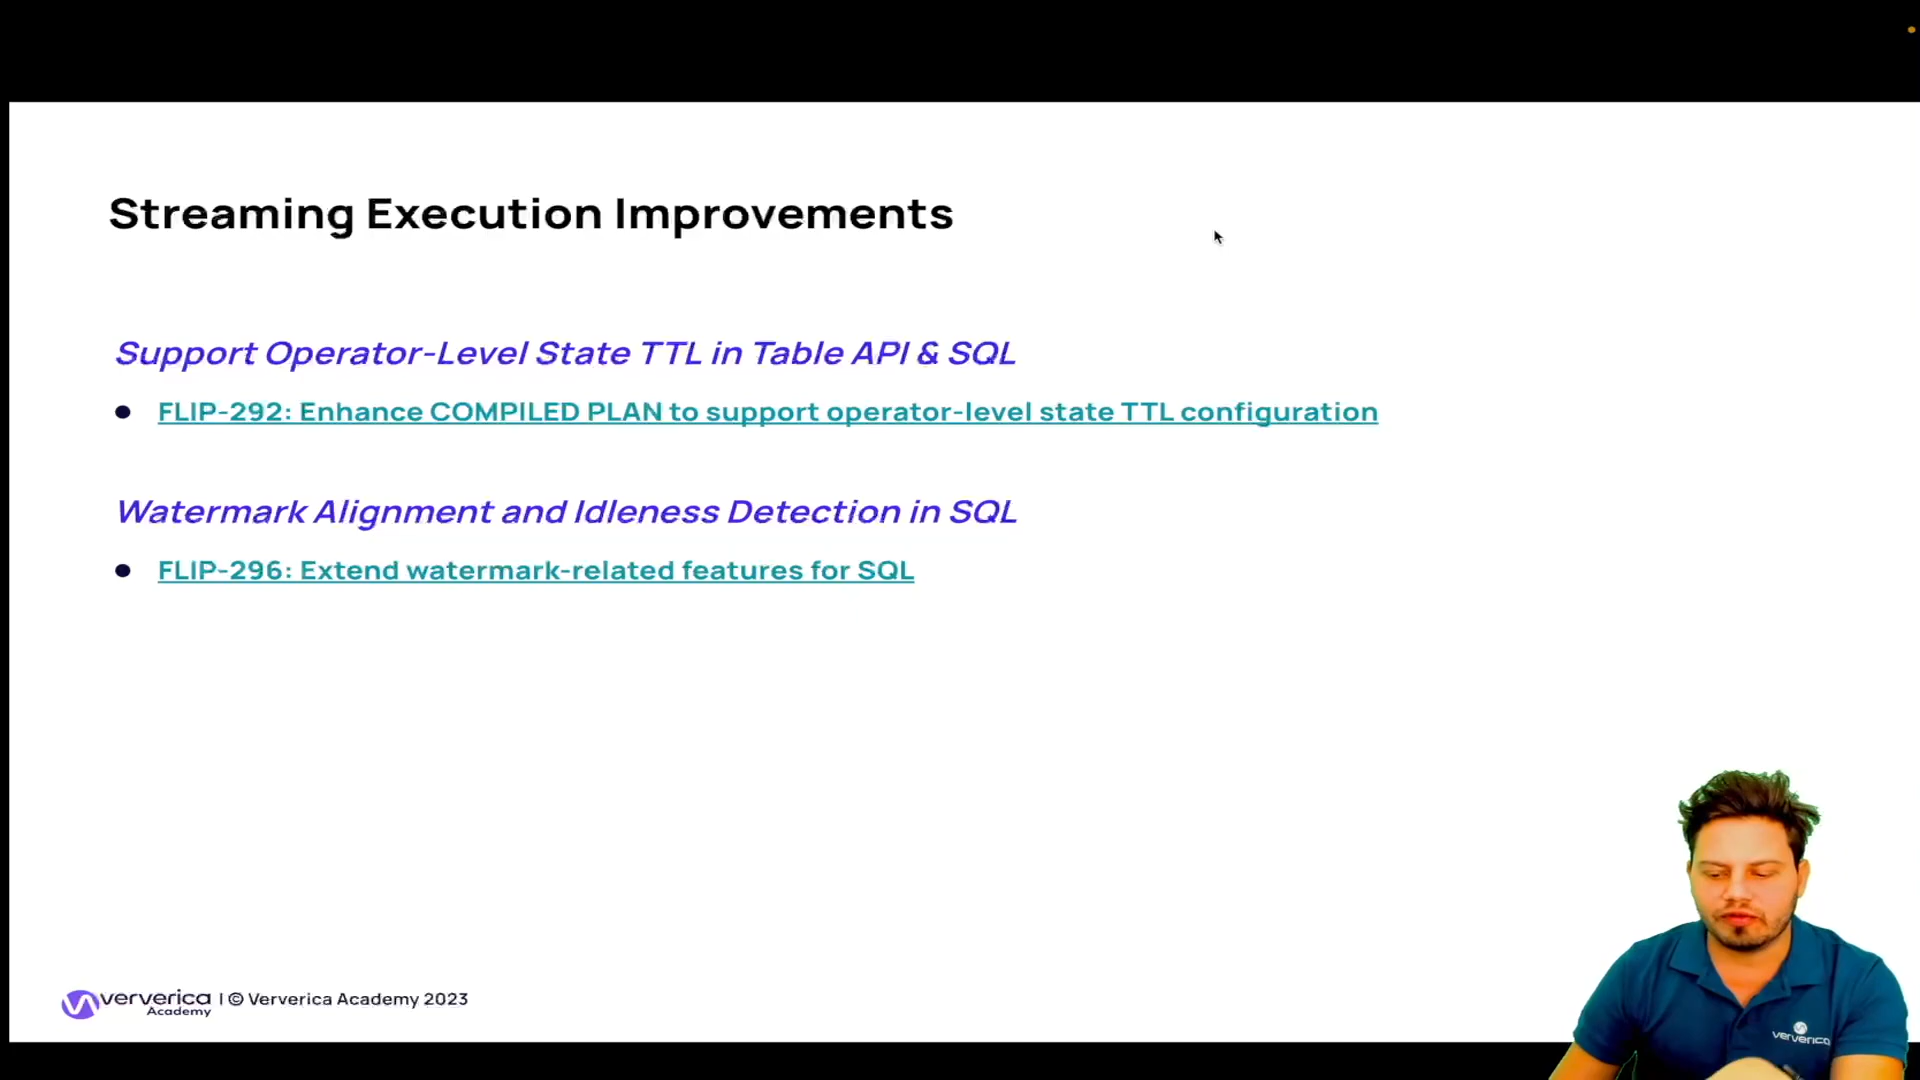 Streaming Execution Improvements
Support Operator-Level State TTL in Table API & SQL
● FLIP-292: Enhance COMPILED PLAN to support operator-level state TTL configuration
Watermark Alignment and Idleness Detection in SQL
● FLIP-296: Extend watermark-related features for SQL
ververica Academy | © Ververica Academy 2023
ververica